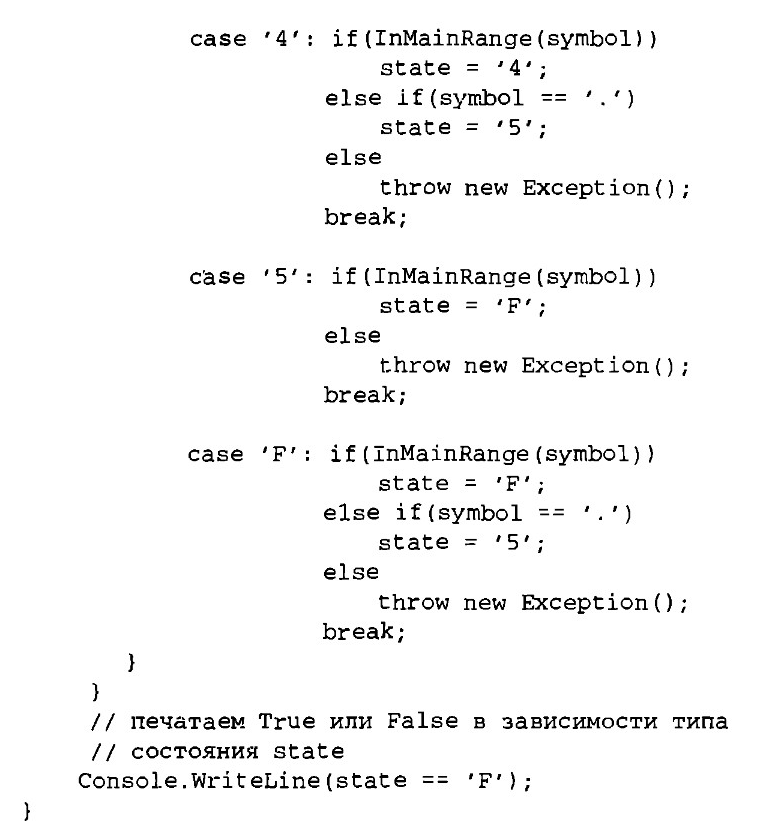 case '4': if(InMainRange(symbol))
state = '4';
else if(symbol == '.')
state = '5';
else
throw new Exception();
break;
case '5': if(InMainRange(symbol))
state = 'F';
else
throw new Exception();
break;
case 'F': if(InMainRange(symbol))
state = 'F';
else if(symbol == '.')
state = '5';
else
throw new Exception();
break;
}
}
// печатаем True или False в зависимости типа
// состояния state
Console.WriteLine(state == 'F');
}